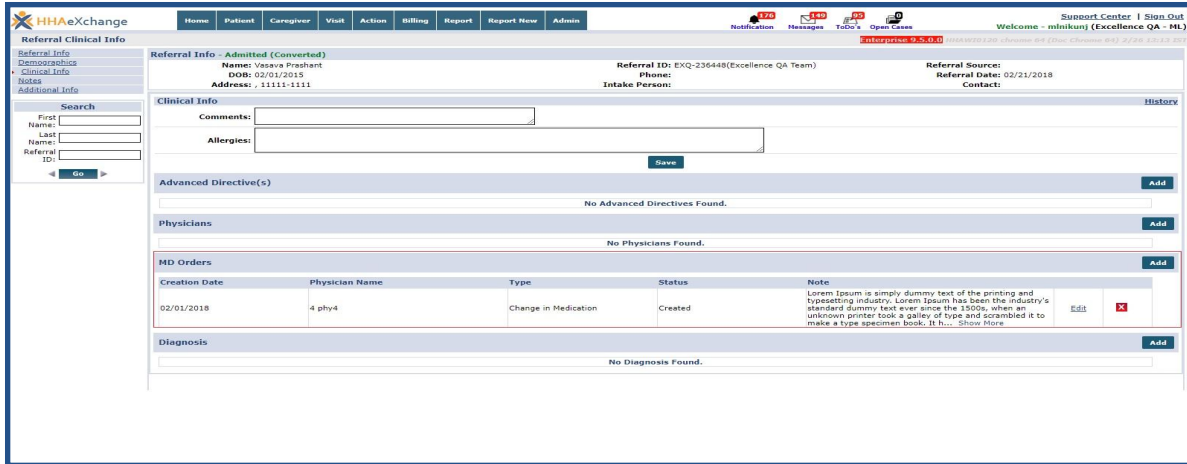 HHAeXchange
Home Patient Caregiver Visit Action Billing Report Report New Admin
176 149 95 0
Notification Messages ToDo's Open Cases
Support Center | Sign Out
Welcome - mlnikunj (Excellence QA - ML)
Referral Clinical Info
Enterprise 9.5.0.0
Referral Info
Demographics
Clinical Info
Notes
Additional Info
Search
First Name:
Last Name:
Referral ID:
Go
Referral Info - Admitted (Converted)
Name: Vasava Prashant Referral ID: EXQ-236448(Excellence QA Team) Referral Source:
DOB: 02/01/2015 Phone: Referral Date: 02/21/2018
Address: , 11111-1111 Intake Person: Contact:
Clinical Info History
Comments:
Allergies:
Save
Advanced Directive(s) Add
No Advanced Directives Found.
Physicians Add
No Physicians Found.
MD Orders Add
Creation Date Physician Name Type Status Note
02/01/2018 4 phy4 Change in Medication Created
Lorem Ipsum is simply dummy text of the printing and
typesetting industry. Lorem Ipsum has been the industry's
standard dummy text ever since the 1500s, when an
unknown printer took a galley of type and scrambled it to
make a type specimen book. It h... Show More
Edit X
Diagnosis Add
No Diagnosis Found.